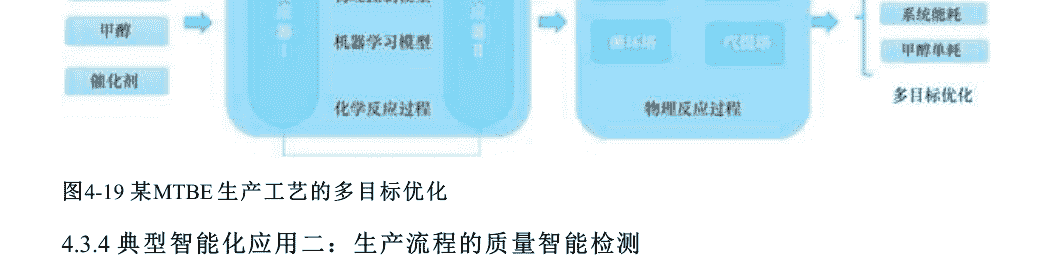 系统能耗
甲醇
机器学习模型
循环塔
气提塔
甲醇单耗
催化剂
化学反应过程
物理反应过程
多目标优化
图4-19 某MTBE生产工艺的多目标优化
4.3.4 典型智能化应用二：生产流程的质量智能检测